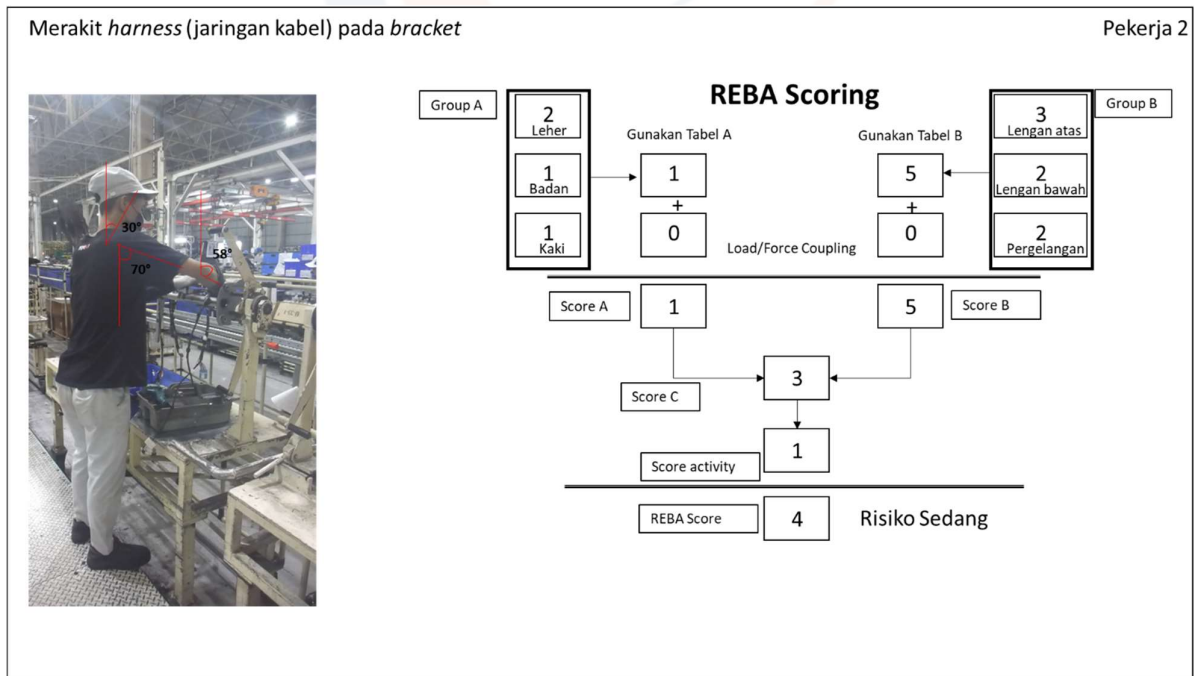 Merakit harness (jaringan kabel) pada bracket
Pekerja 2
30°
70°
58°
REBA Scoring
Group A
2
Leher
1
Badan
1
Kaki
Gunakan Tabel A
1
+
0
Load/Force Coupling
Gunakan Tabel B
5
+
0
Group B
3
Lengan atas
2
Lengan bawah
2
Pergelangan
Score A
1
5
Score B
Score C
3
Score activity
1
REBA Score
4
Risiko Sedang